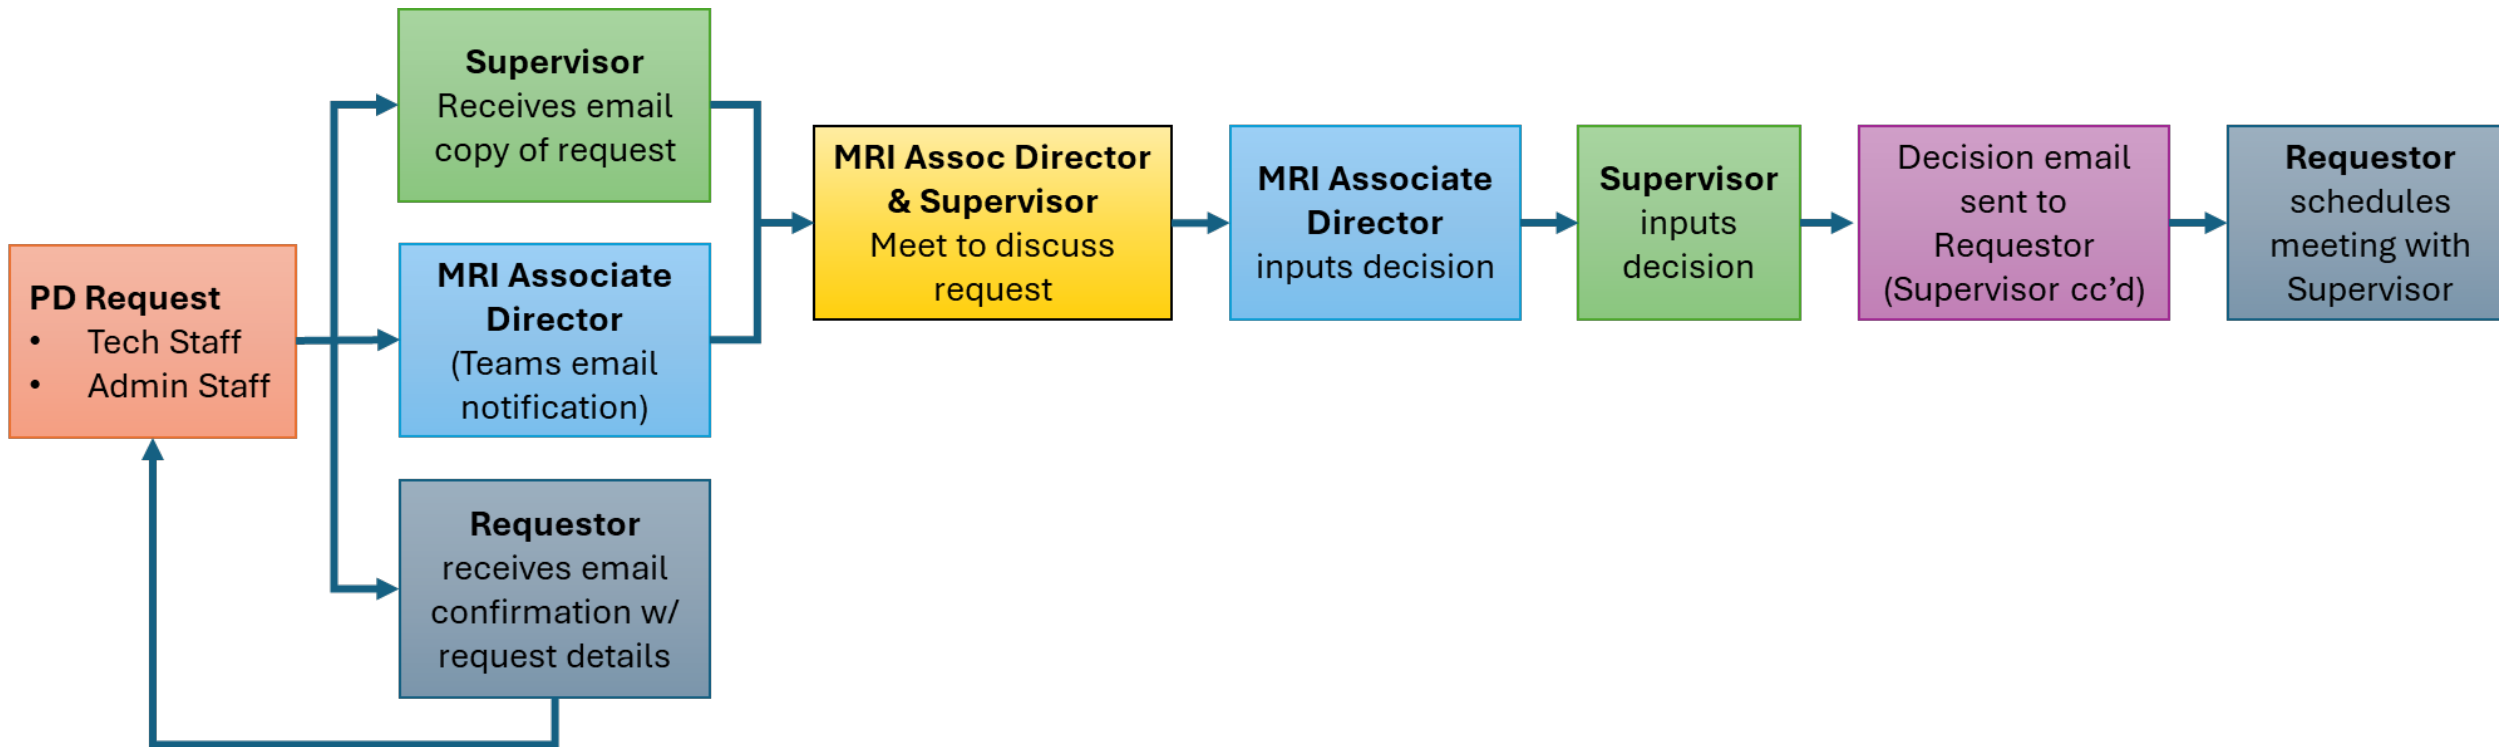 PD Request
• Tech Staff
• Admin Staff
Supervisor
Receives email
copy of request
MRI Associate
Director
(Teams email
notification)
Requestor
receives email
confirmation w/
request details
MRI Assoc Director
& Supervisor
Meet to discuss
request
MRI Associate
Director
inputs decision
Supervisor
inputs
decision
Decision email
sent to
Requestor
(Supervisor cc’d)
Requestor
schedules
meeting with
Supervisor